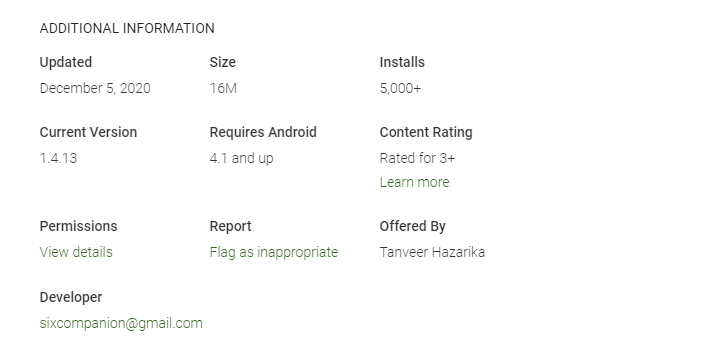 ADDITIONAL INFORMATION
Updated
December 5, 2020
Size
16M
Installs
5,000+
Current Version
1.4.13
Requires Android
4.1 and up
Content Rating
Rated for 3+
Learn more
Permissions
View details
Report
Flag as inappropriate
Offered By
Tanveer Hazarika
Developer
sixcompanion@gmail.com